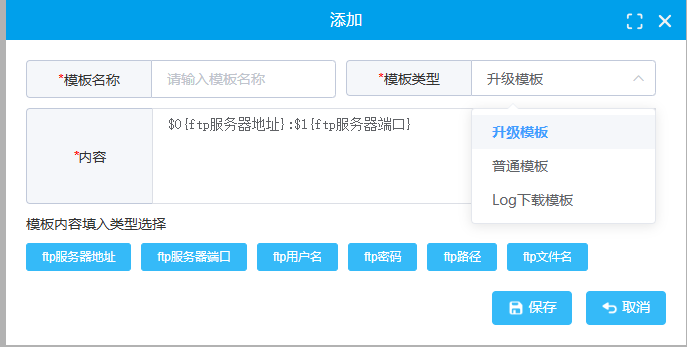 添加
*模板名称
请输入模板名称
*模板类型
升级模板
*内容
$0{ftp服务器地址}:$1{ftp服务器端口}
升级模板
普通模板
Log下载模板
模板内容填入类型选择
ftp服务器地址
ftp服务器端口
ftp用户名
ftp密码
ftp路径
ftp文件名
保存
取消